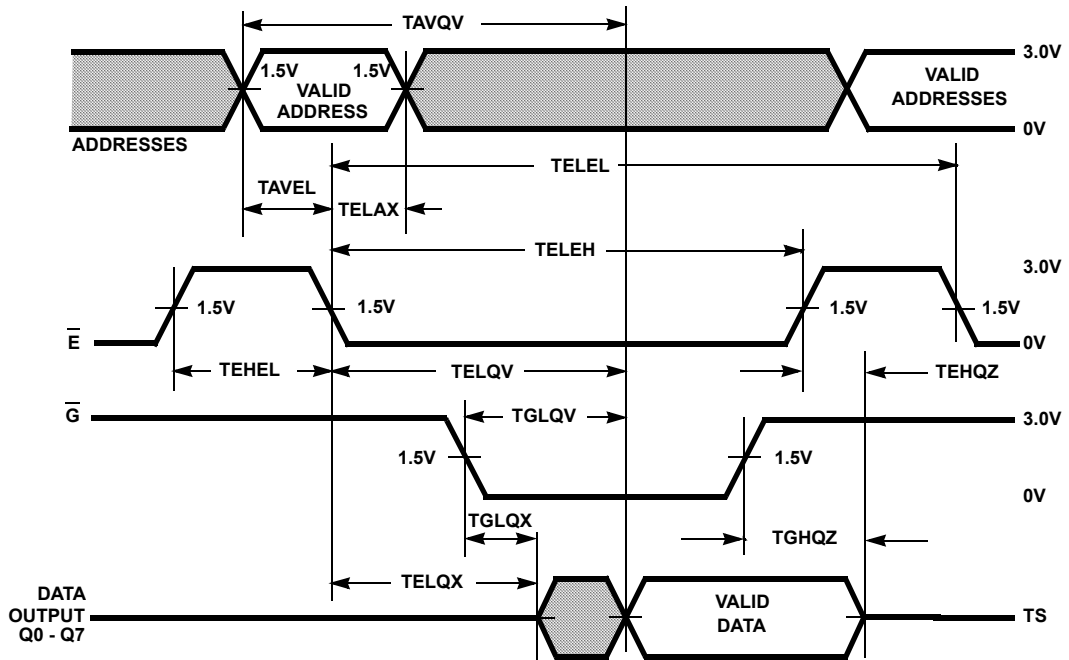 TAVQV
3.0V
1.5V
1.5V
VALID
ADDRESS
VALID
ADDRESSES
ADDRESSES
0V
TELEL
TAVEL
TELAX
TELEH
3.0V
1.5V
1.5V
1.5V
1.5V
E
0V
TEHEL
TELQV
TEHQZ
G
TGLQV
3.0V
1.5V
1.5V
0V
TGLQX
TGHQZ
TELQX
DATA
OUTPUT
Q0 - Q7
VALID
DATA
TS